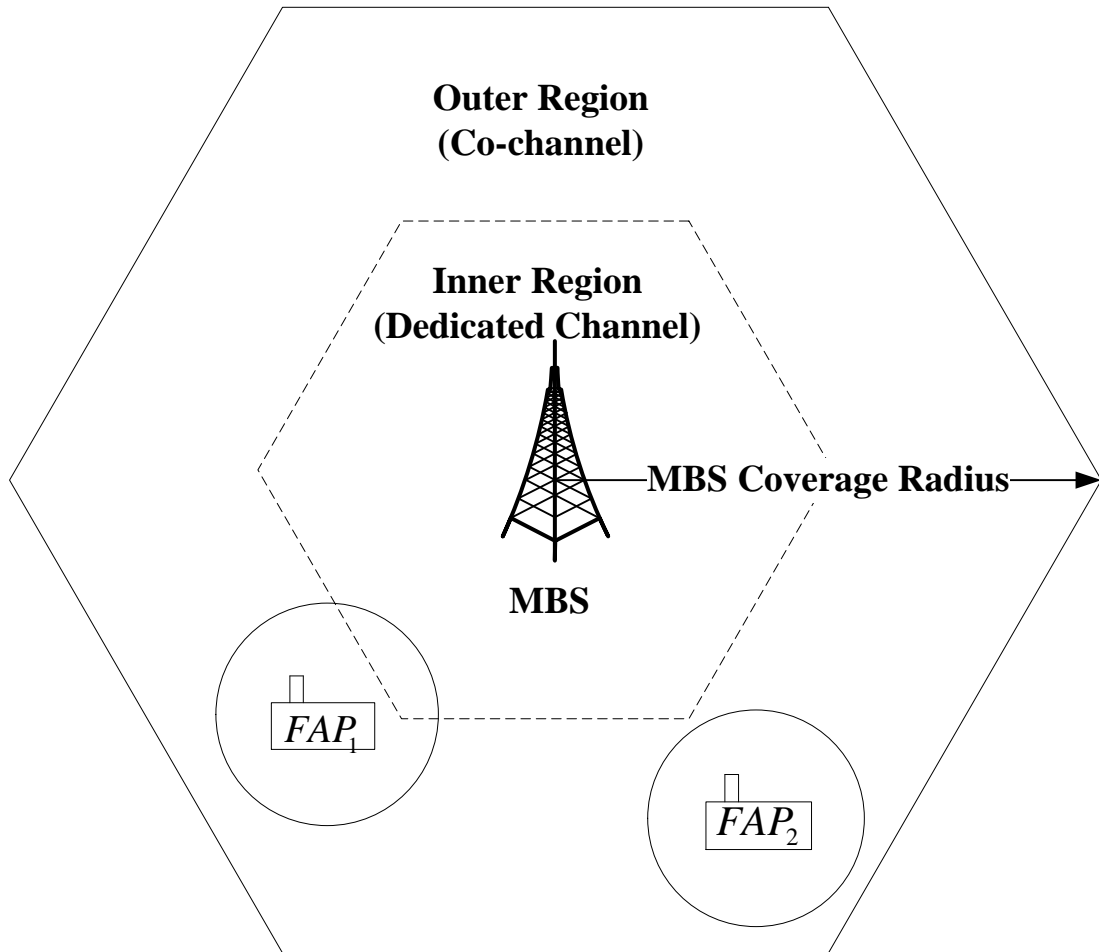 Outer Region
(Co-channel)
Inner Region
(Dedicated Channel)
MBS Coverage Radius
MBS
FAP1
FAP2